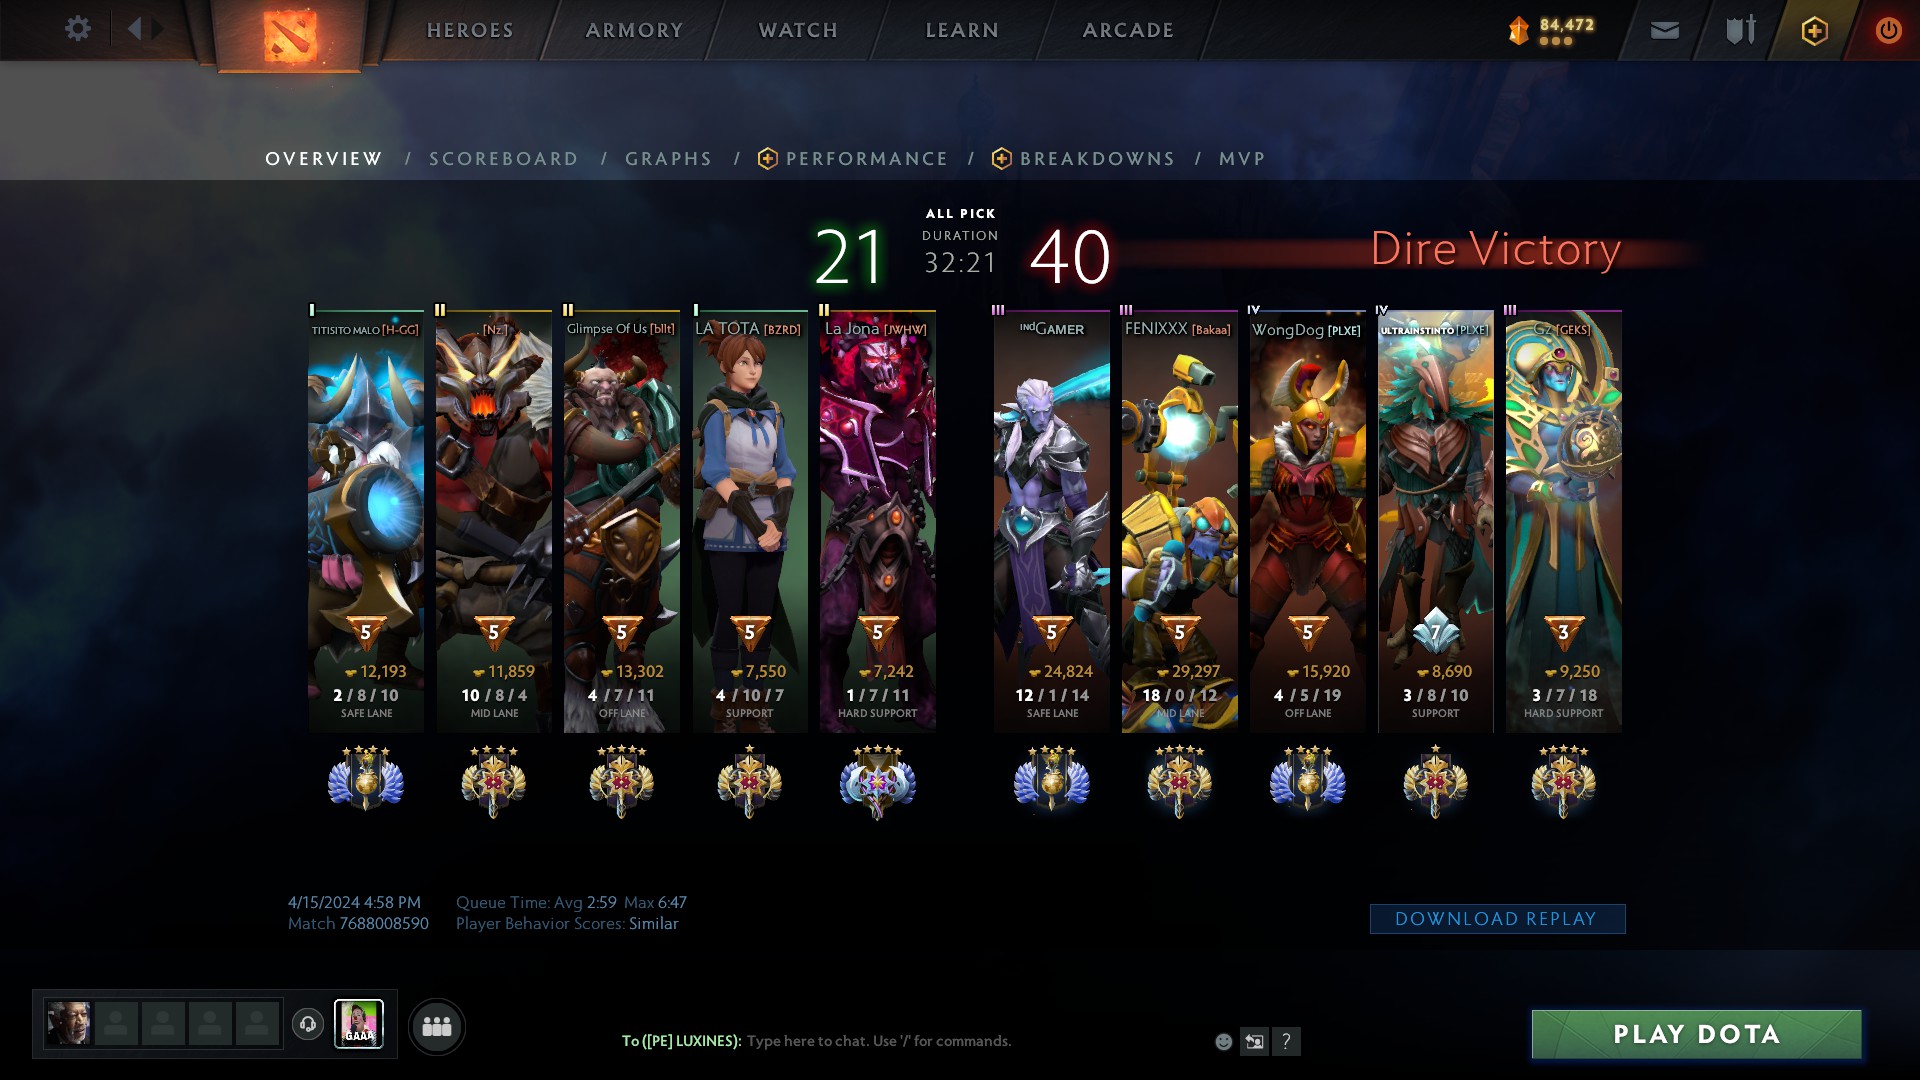 HEROES
ARMORY
WATCH
LEARN
ARCADE
84,472
OVERVIEW / SCOREBOARD / GRAPHS / PERFORMANCE / BREAKDOWNS / MVP
21
ALL PICK
DURATION
32:21
40
Dire Victory
I II II I II III III IV IV III
TITISITO MALO [H-GG]
[Nz.]
Glimpse Of Us [bllt]
LA TOTA [BZRD]
La Jona [JWHW]
ᴵᴺᴰGAMER
FENIXXX [Bakaa]
WongDog [PLXE]
ULTRAINSTINTO [PLXE]
Gz [GEKS]
5 5 5 5 5 5 5 5 7 3
12,193 11,859 13,302 7,550 7,242 24,824 29,297 15,920 8,690 9,250
2 / 8 / 10
10 / 8 / 4
4 / 7 / 11
4 / 10 / 7
1 / 7 / 11
12 / 1 / 14
18 / 0 / 12
4 / 5 / 19
3 / 8 / 10
3 / 7 / 18
SAFE LANE
MID LANE
OFF LANE
SUPPORT
HARD SUPPORT
SAFE LANE
MID LANE
OFF LANE
SUPPORT
HARD SUPPORT
4/15/2024 4:58 PM
Match 7688008590
Queue Time: Avg 2:59 Max 6:47
Player Behavior Scores: Similar
DOWNLOAD REPLAY
GAAA
To ([PE] LUXINES): Type here to chat. Use '/' for commands.
?
PLAY DOTA